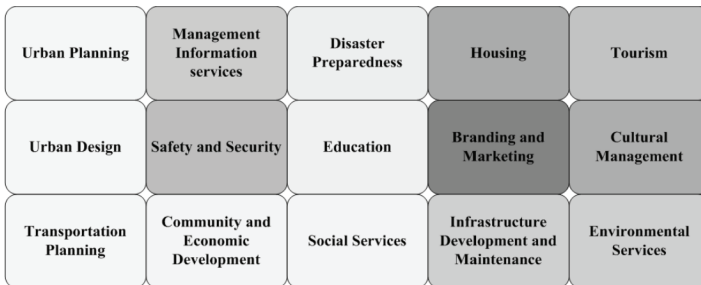 Urban Planning
Management
Information
services
Disaster
Preparedness
Housing
Tourism
Urban Design
Safety and Security
Education
Branding and
Marketing
Cultural
Management
Transportation
Planning
Community and
Economic
Development
Social Services
Infrastructure
Development and
Maintenance
Environmental
Services